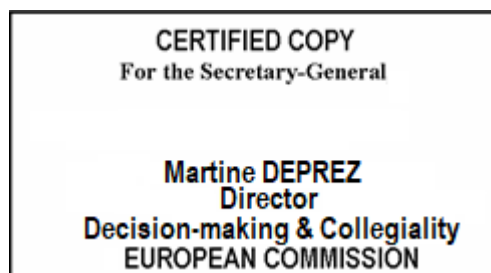 CERTIFIED COPY
For the Secretary-General
Martine DEPREZ
Director
Decision-making & Collegiality
EUROPEAN COMMISSION